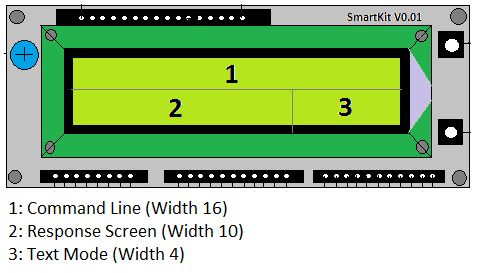 SmartKit V0.01
1
2
3
1: Command Line (Width 16)
2: Response Screen (Width 10)
3: Text Mode (Width 4)